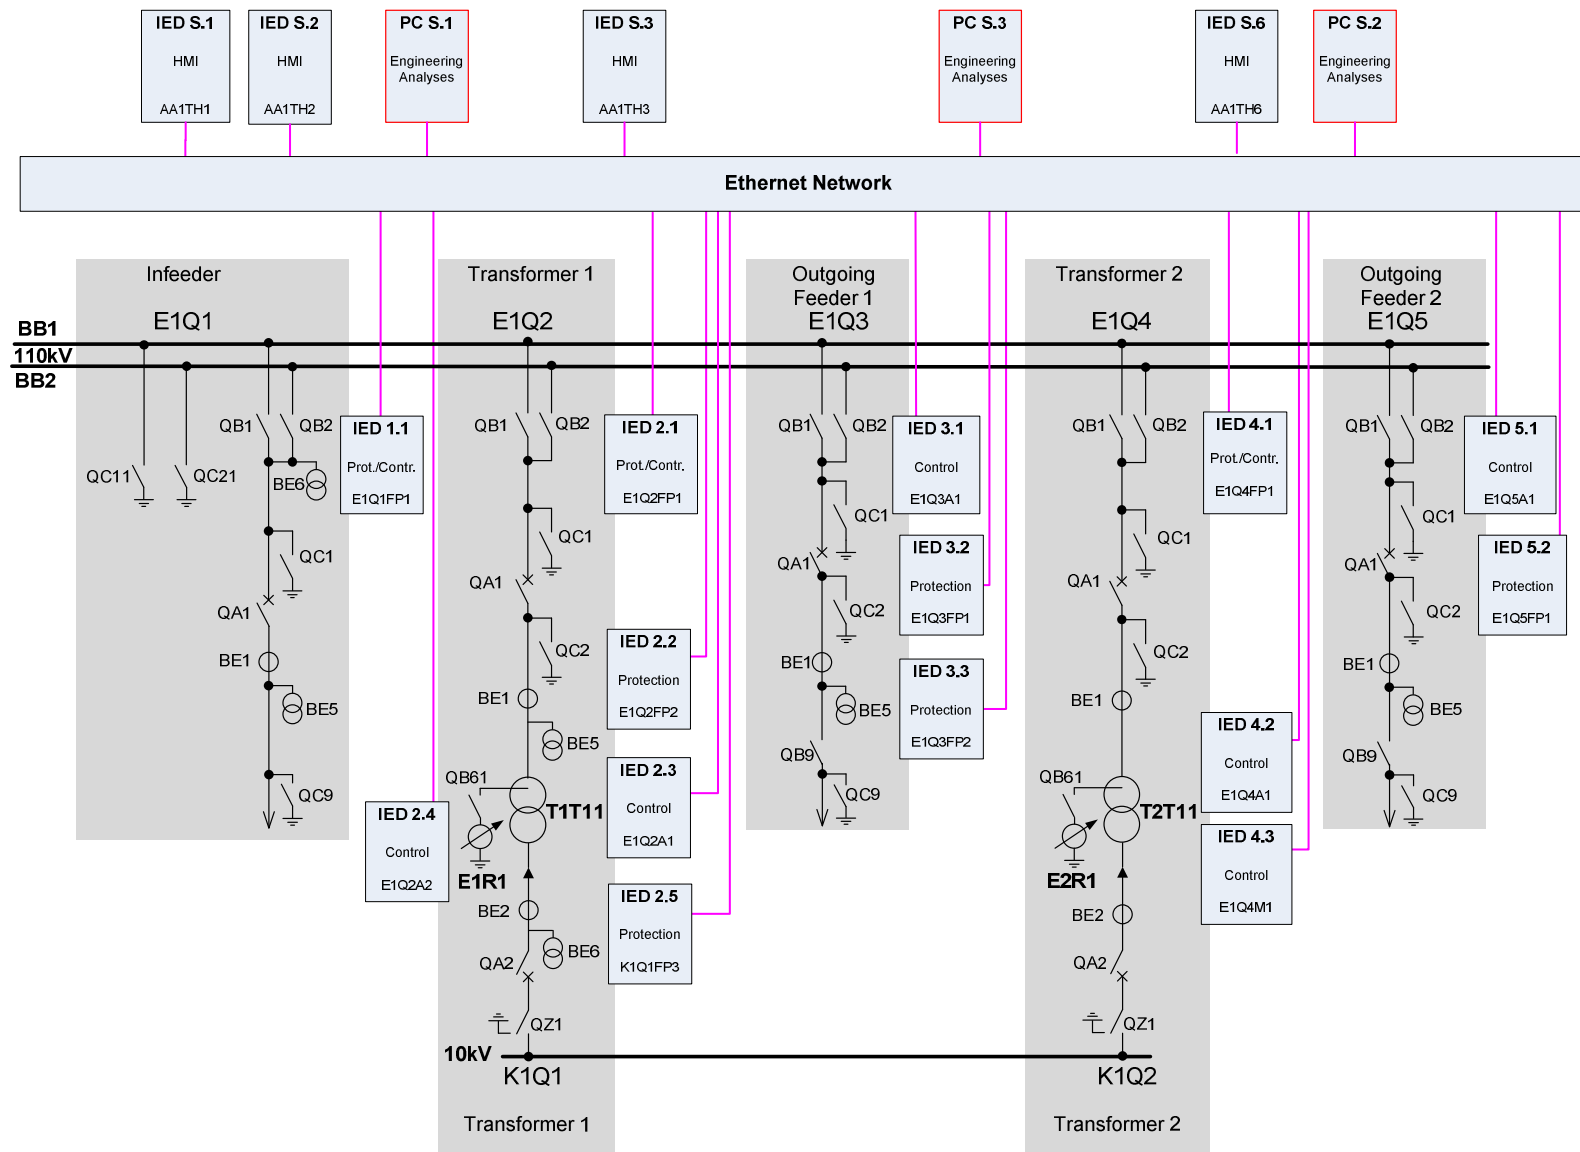 IED S.1
HMI
AA1TH1
IED S.2
HMI
AA1TH2
PC S.1
Engineering
Analyses
IED S.3
HMI
AA1TH3
PC S.3
Engineering
Analyses
IED S.6
HMI
AA1TH6
PC S.2
Engineering
Analyses
Ethernet Network
Infeeder
E1Q1
Transformer 1
E1Q2
Outgoing
Feeder 1
E1Q3
Transformer 2
E1Q4
Outgoing
Feeder 2
E1Q5
BB1
110kV
BB2
QC11
QC21
QB1
QB2
BE6
QC1
QA1
BE1
BE5
QC9
IED 1.1
Prot./Contr.
E1Q1FP1
IED 2.4
Control
E1Q2A2
QB1
QB2
QC1
QA1
QC2
BE1
BE5
QB61
T1T11
E1R1
BE2
BE6
QA2
QZ1
10kV
K1Q1
Transformer 1
IED 2.1
Prot./Contr.
E1Q2FP1
IED 2.2
Protection
E1Q2FP2
IED 2.3
Control
E1Q2A1
IED 2.5
Protection
K1Q1FP3
QB1
QB2
QC1
QA1
QC2
BE1
BE5
QB9
QC9
IED 3.1
Control
E1Q3A1
IED 3.2
Protection
E1Q3FP1
IED 3.3
Protection
E1Q3FP2
QB1
QB2
QC1
QA1
QC2
BE1
QB61
T2T11
E2R1
BE2
QA2
QZ1
K1Q2
Transformer 2
IED 4.1
Prot./Contr.
E1Q4FP1
IED 4.2
Control
E1Q4A1
IED 4.3
Control
E1Q4M1
QB1
QB2
QC1
QA1
QC2
BE1
BE5
QB9
QC9
IED 5.1
Control
E1Q5A1
IED 5.2
Protection
E1Q5FP1